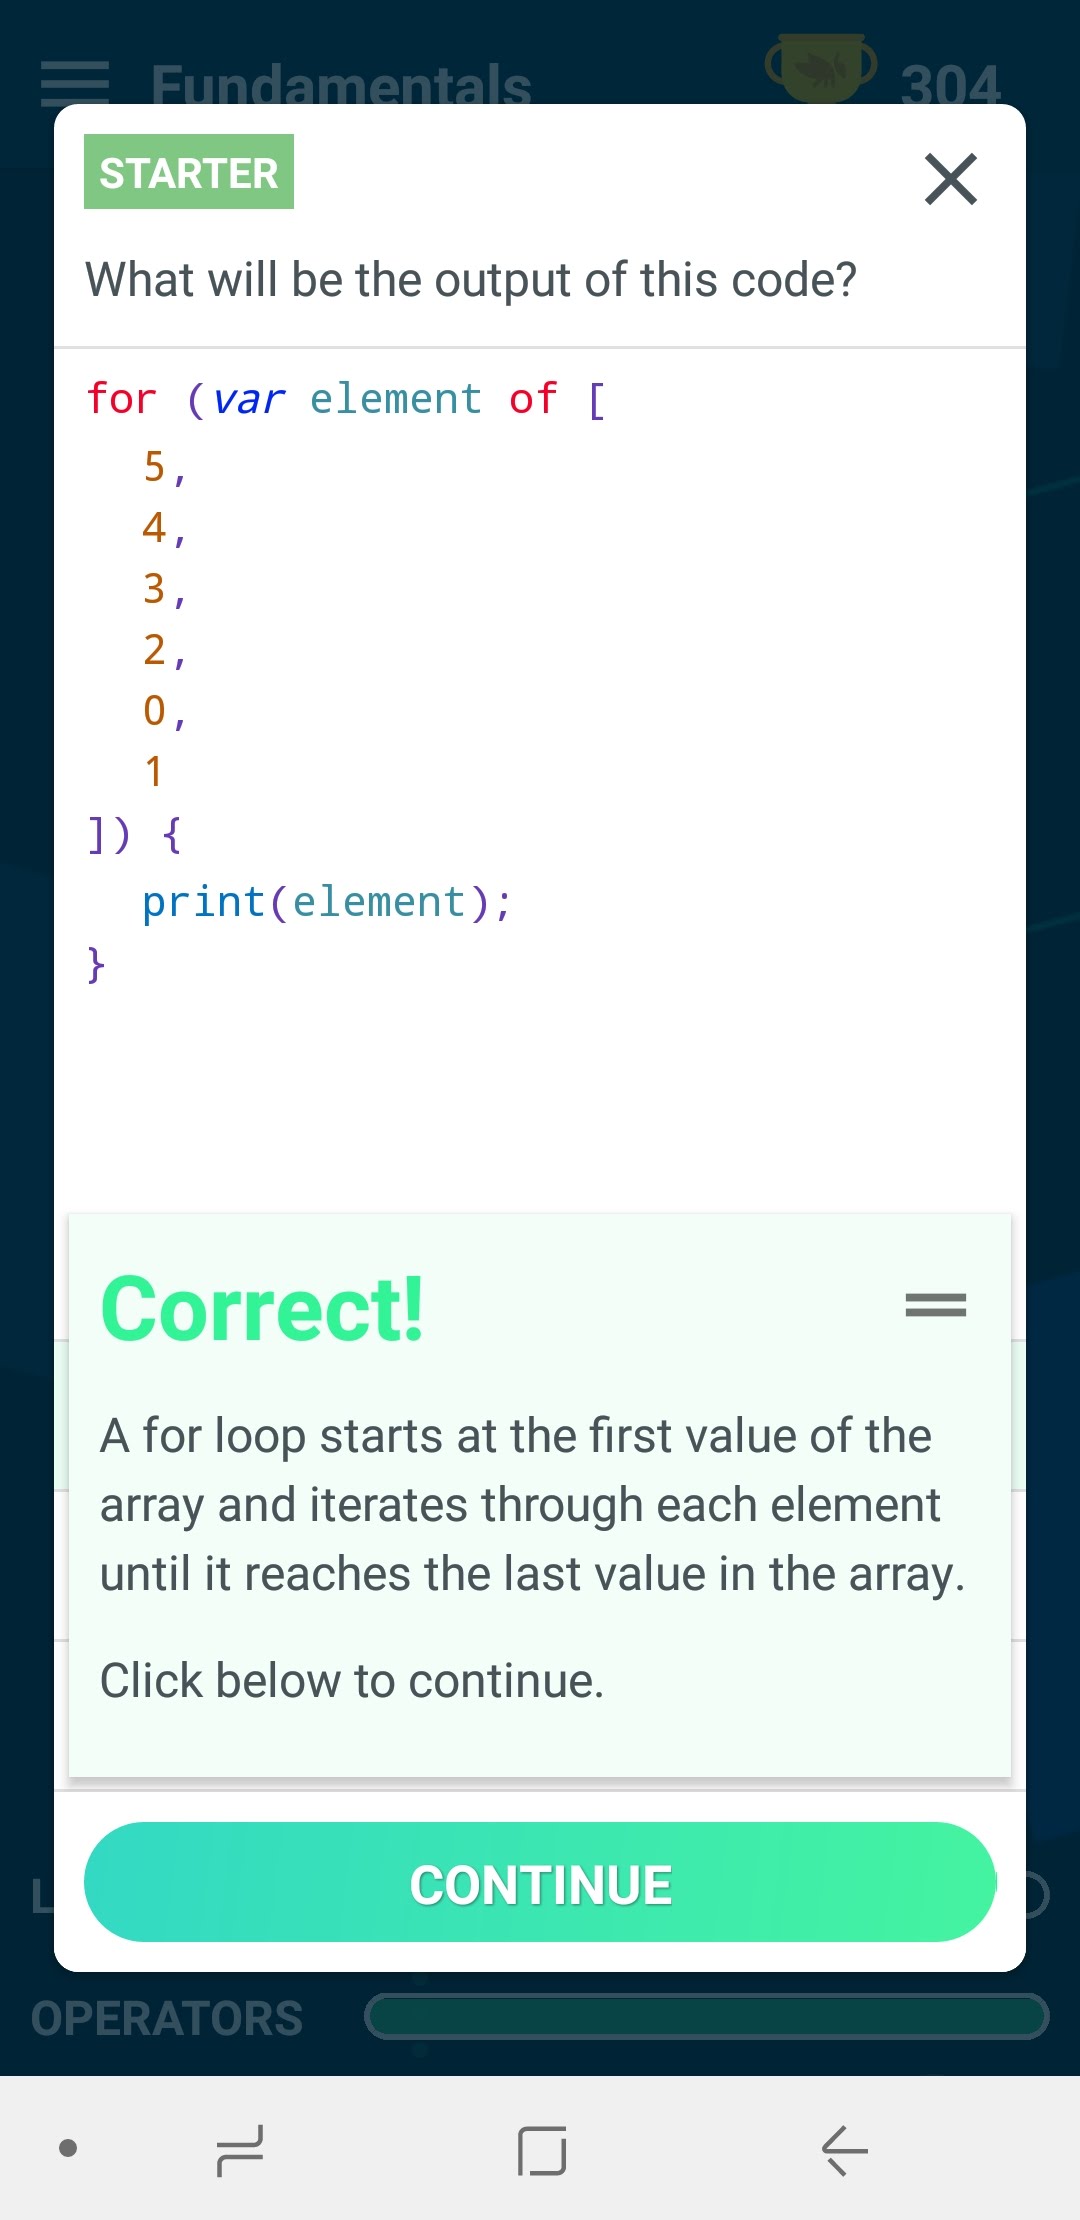 Fundamentals 304
STARTER
What will be the output of this code?
for (var element of [
5,
4,
3,
2,
0,
1
]) {
print(element);
}
Correct!
A for loop starts at the first value of the
array and iterates through each element
until it reaches the last value in the array.
Click below to continue.
CONTINUE
OPERATORS